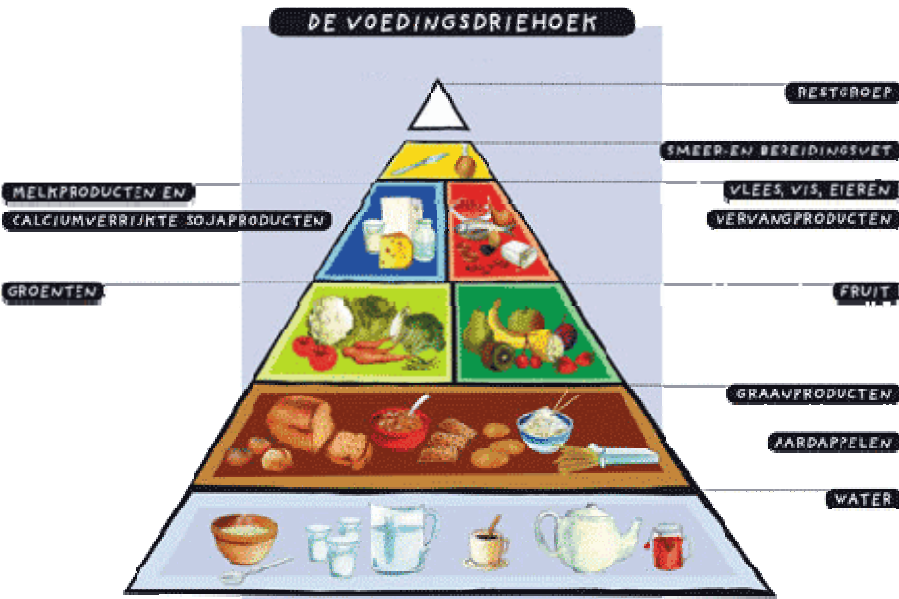 DE VOEDINGSDRIEHOEK
RESTGROEP
SMEER-EN BEREIDINGSVET
MELKPRODUCTEN EN
CALCIUMVERRIJKTE SOJAPRODUCTEN
VLEES, VIS, EIEREN
VERVANGPRODUCTEN
GROENTEN
FRUIT
GRAANPRODUCTEN
AARDAPPELEN
WATER